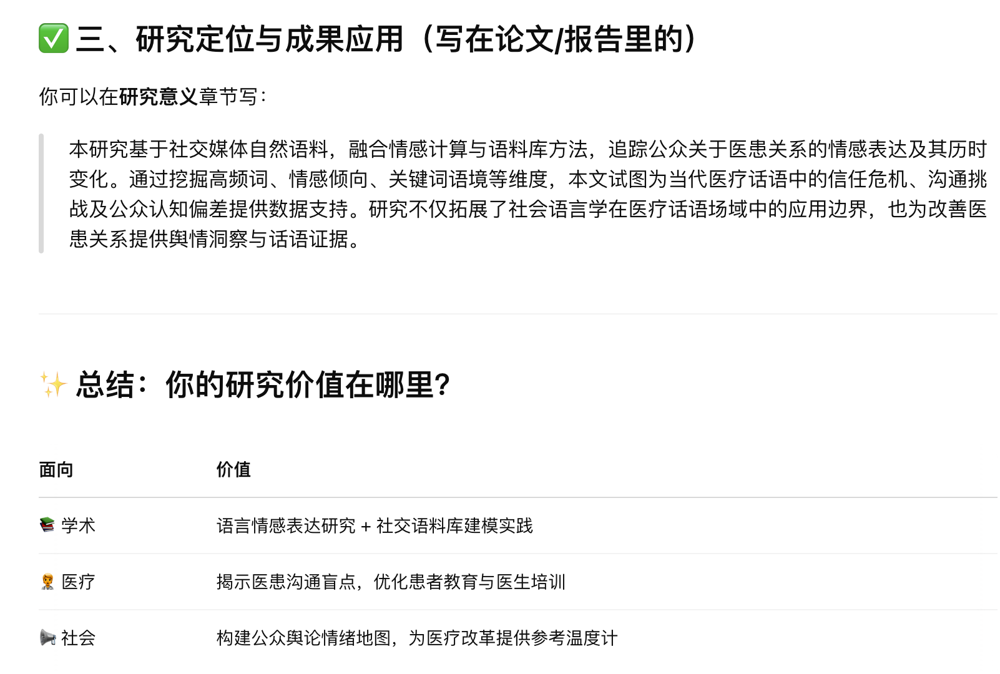 ✅ 三、研究定位与成果应用（写在论文/报告里的）
你可以在研究意义章节写：
本研究基于社交媒体自然语料，融合情感计算与语料库方法，追踪公众关于医患关系的情感表达及其历时
变化。通过挖掘高频词、情感倾向、关键词语境等维度，本文试图为当代医疗话语中的信任危机、沟通挑
战及公众认知偏差提供数据支持。研究不仅拓展了社会语言学在医疗话语场域中的应用边界，也为改善医
患关系提供舆情洞察与话语证据。
✨ 总结：你的研究价值在哪里？
面向 价值
📚 学术 语言情感表达研究 + 社交语料库建模实践
🧑‍⚕️ 医疗 揭示医患沟通盲点，优化患者教育与医生培训
📢 社会 构建公众舆论情绪地图，为医疗改革提供参考温度计